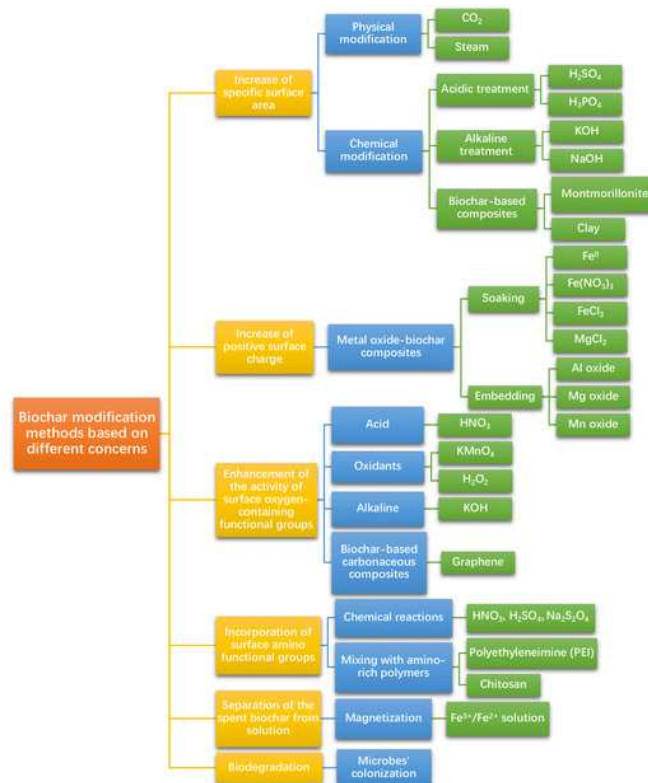 Biochar modification
methods based on
different concerns
Increase of
specific surface
area
Physical
modification
CO₂
Steam
Chemical
modification
Acidic treatment
H₂SO₄
H₃PO₄
Alkaline
treatment
KOH
NaOH
Biochar-based
composites
Montmorillonite
Clay
Increase of
positive surface
charge
Metal oxide-biochar
composites
Soaking
Fe⁰
Fe(NO₃)₃
FeCl₃
MgCl₂
Embedding
Al oxide
Mg oxide
Mn oxide
Enhancement of
the activity of
surface oxygen-
containing
functional groups
Acid
HNO₃
Oxidants
KMnO₄
H₂O₂
Alkaline
KOH
Biochar-based
carbonaceous
composites
Graphene
Incorporation of
surface amino
functional groups
Chemical reactions
HNO₃, H₂SO₄, Na₂S₂O₄
Mixing with amino-
rich polymers
Polyethyleneimine (PEI)
Chitosan
Separation of the
spent biochar from
solution
Magnetization
Fe³⁺/Fe²⁺ solution
Biodegradation
Microbes'
colonization